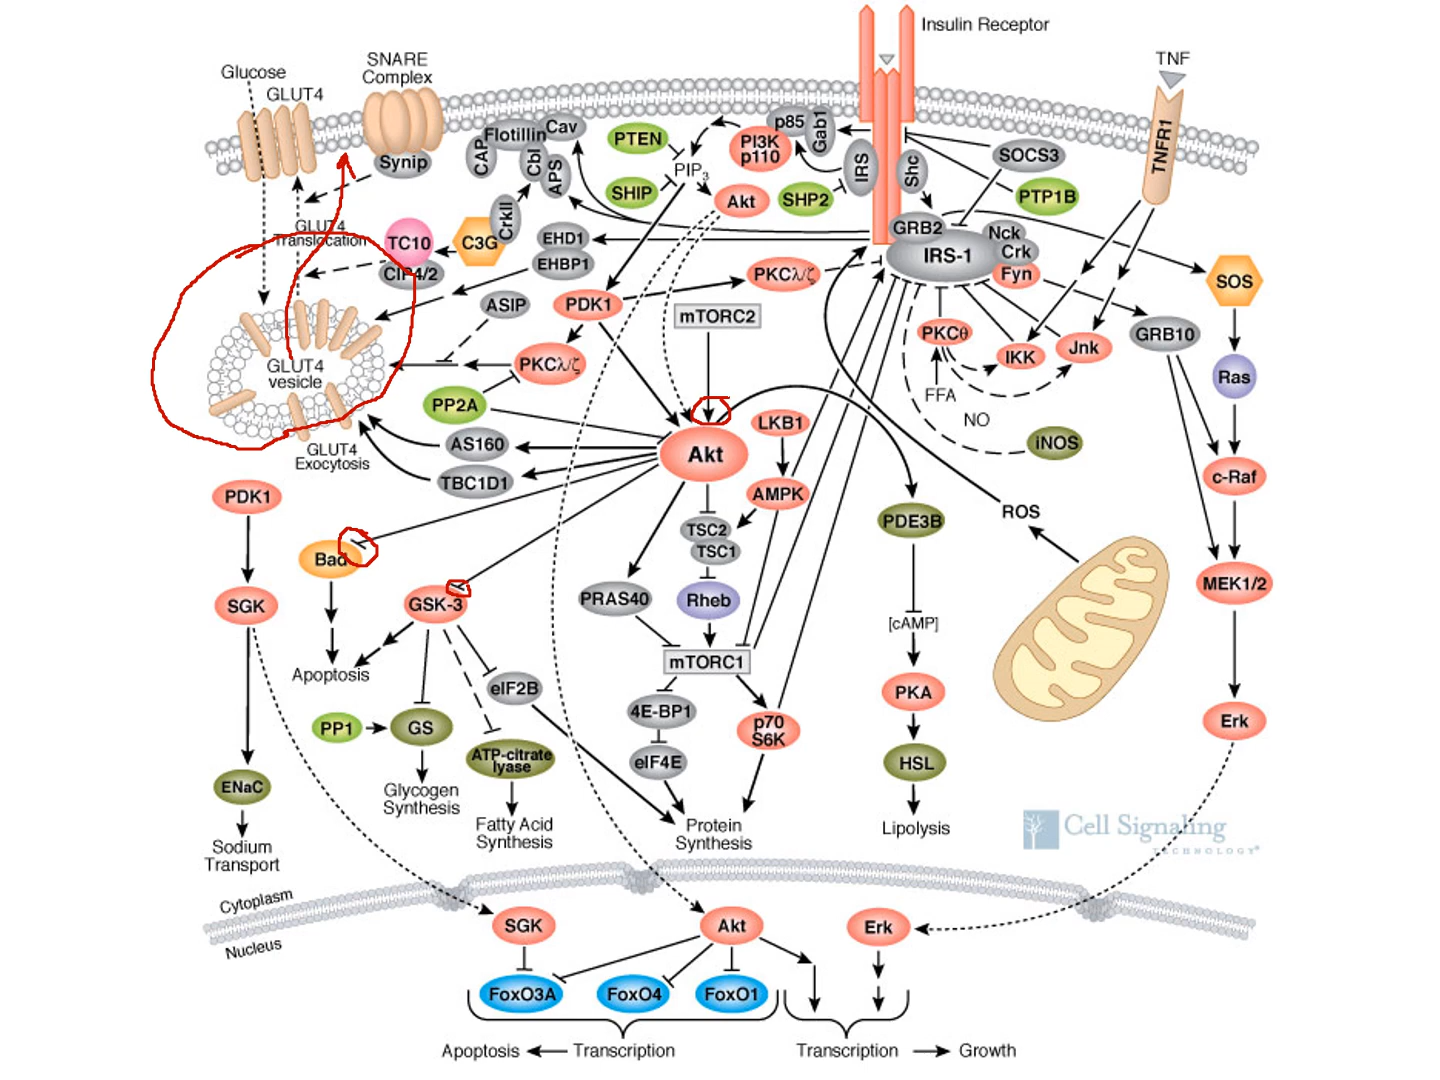 Insulin Receptor
SNARE
Complex
TNF
Glucose
GLUT4
p85
Gab1
Flotillin
Cav
CAP
Cbl
APS
PTEN
PI3K
p110
Synip
PIP3
IRS
Shc
SOCS3
TNFR1
SHIP
Akt
SHP2
PTP1B
CrkII
GLUT4
Translocation
TC10
C3G
EHD1
GRB2
Nck
Crk
IRS-1
CIP4/2
EHBP1
PKCλ/ζ
Fyn
SOS
ASIP
PDK1
mTORC2
PKCθ
GRB10
IKK
Jnk
GLUT4
vesicle
PKCλ/ζ
Ras
FFA
PP2A
NO
LKB1
AS160
iNOS
GLUT4
Exocytosis
Akt
TBC1D1
AMPK
c-Raf
PDK1
ROS
PDE3B
TSC2
TSC1
Bad
MEK1/2
SGK
GSK-3
PRAS40
Rheb
[cAMP]
Apoptosis
mTORC1
eIF2B
PKA
4E-BP1
PP1
GS
p70
S6K
Erk
ATP-citrate
lyase
eIF4E
HSL
ENaC
Glycogen
Synthesis
Fatty Acid
Synthesis
Protein
Synthesis
Lipolysis
Cell Signaling
TECHNOLOGY®
Sodium
Transport
Cytoplasm
Nucleus
SGK
Akt
Erk
FoxO3A
FoxO4
FoxO1
Apoptosis
Transcription
Transcription
Growth